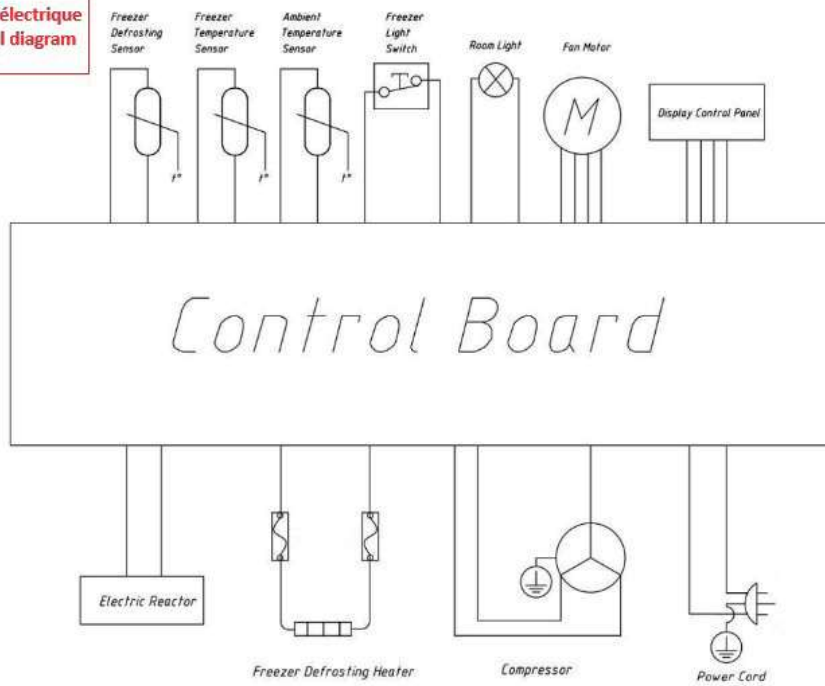 électrique
l diagram
Freezer
Defrosting
Sensor
Freezer
Temperature
Sensor
Ambient
Temperature
Sensor
Freezer
Light
Switch
Room Light
Fan Motor
t°
t°
t°
M
Display Control Panel
Control Board
Electric Reactor
Freezer Defrosting Heater
Compressor
Power Cord